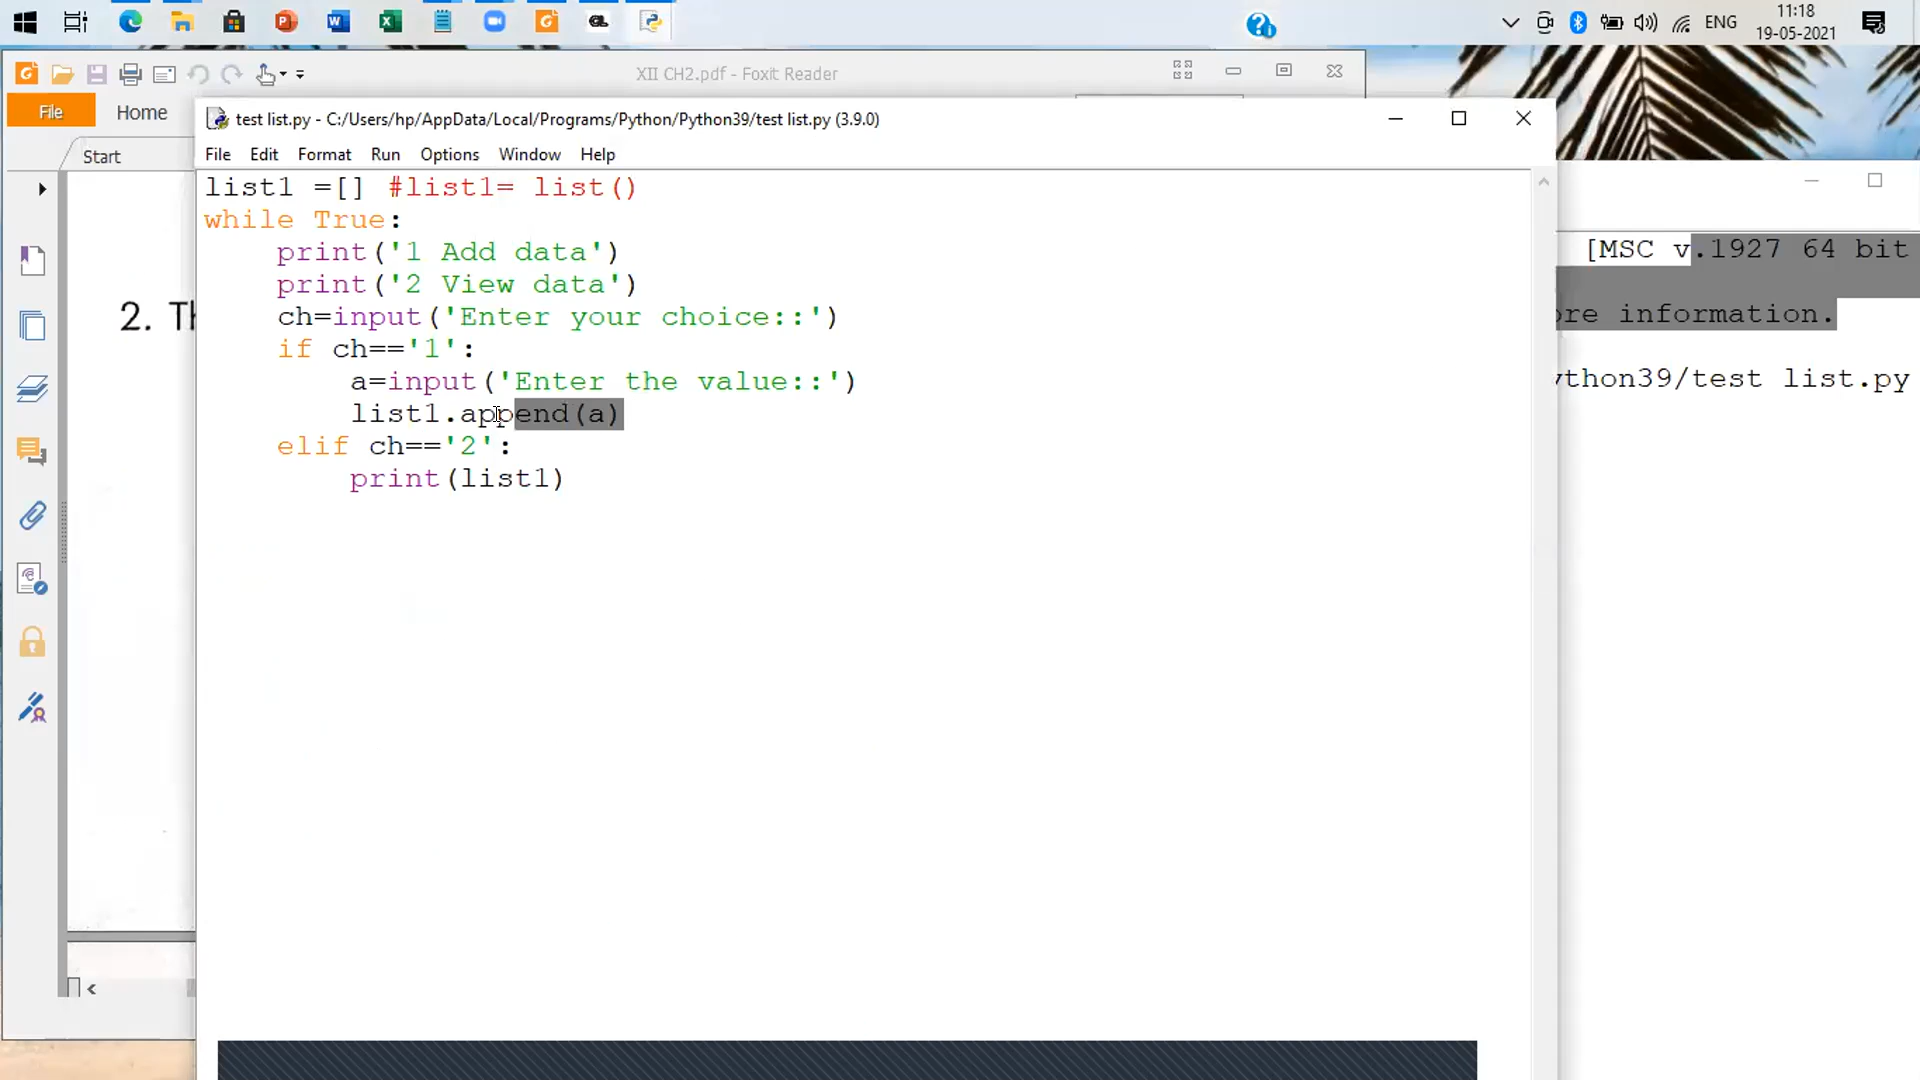 ENG
11:18
19-05-2021
XII CH2.pdf - Foxit Reader
File
Home
Start
2. Th
test list.py - C:/Users/hp/AppData/Local/Programs/Python/Python39/test list.py (3.9.0)
File Edit Format Run Options Window Help
list1 =[] #list1= list()
while True:
print('1 Add data')
print('2 View data')
ch=input('Enter your choice::')
if ch=='1':
a=input('Enter the value::')
list1.append(a)
elif ch=='2':
print(list1)
[MSC v.1927 64 bit
ore information.
ython39/test list.py